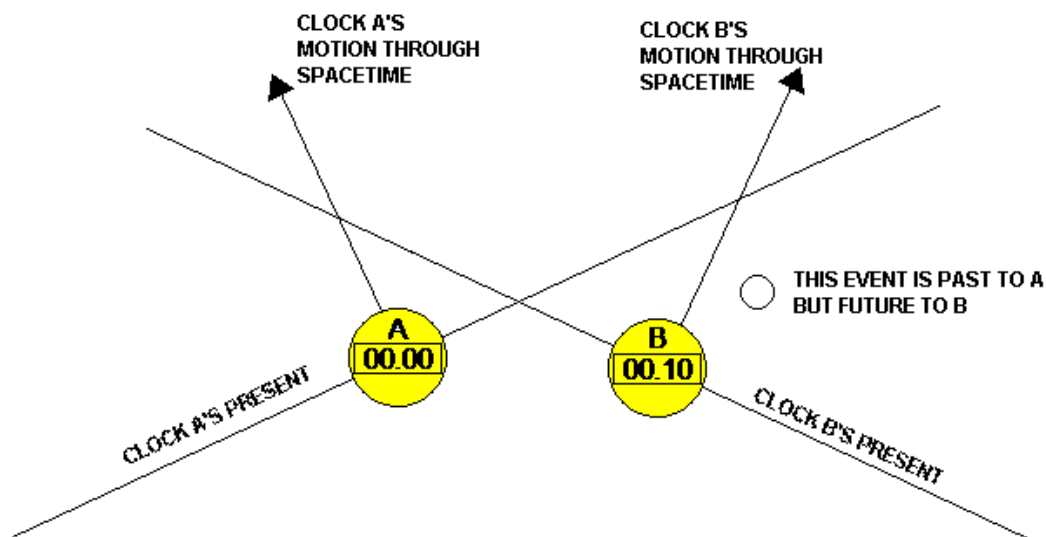 CLOCK A'S
MOTION THROUGH
SPACETIME
CLOCK B'S
MOTION THROUGH
SPACETIME
THIS EVENT IS PAST TO A
BUT FUTURE TO B
A
00.00
B
00.10
CLOCK A'S PRESENT
CLOCK B'S PRESENT